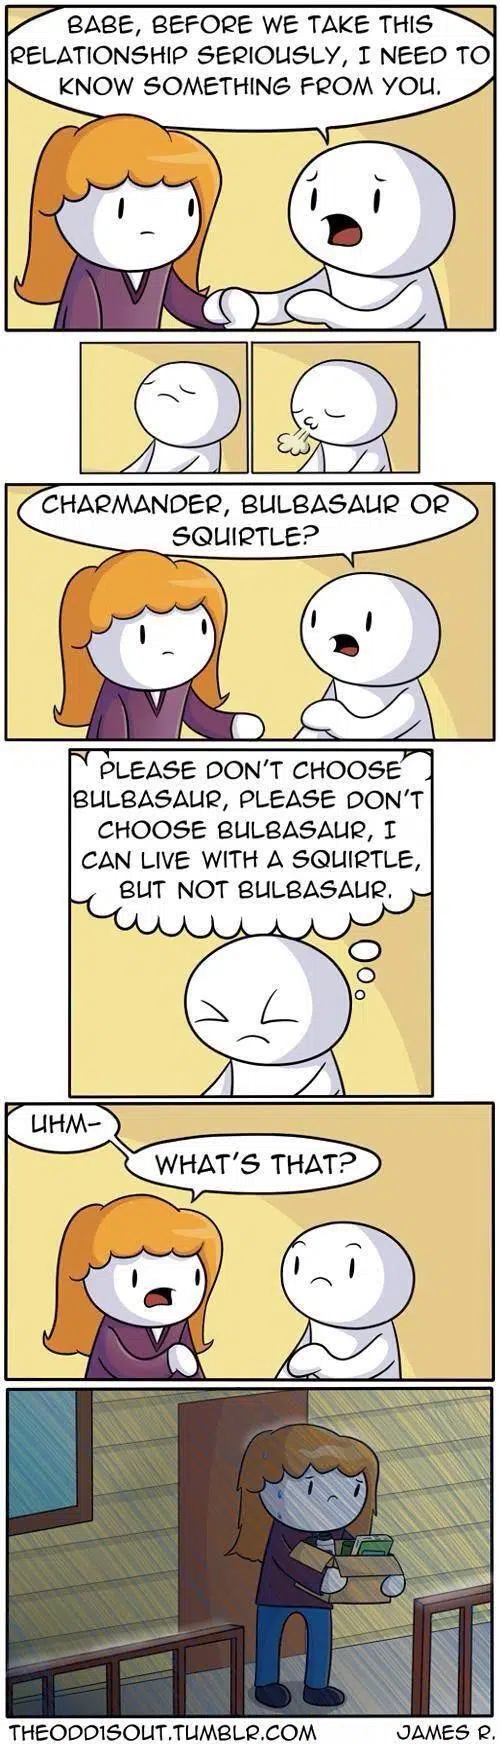 BABE, BEFORE WE TAKE THIS
RELATIONSHIP SERIOUSLY, I NEED TO
KNOW SOMETHING FROM YOU.
CHARMANDER, BULBASAUR OR
SQUIRTLE?
PLEASE DON'T CHOOSE
BULBASAUR, PLEASE DON'T
CHOOSE BULBASAUR, I
CAN LIVE WITH A SQUIRTLE,
BUT NOT BULBASAUR.
UHM-
WHAT'S THAT?
THEODD1SOUT.TUMBLR.COM
JAMES R.